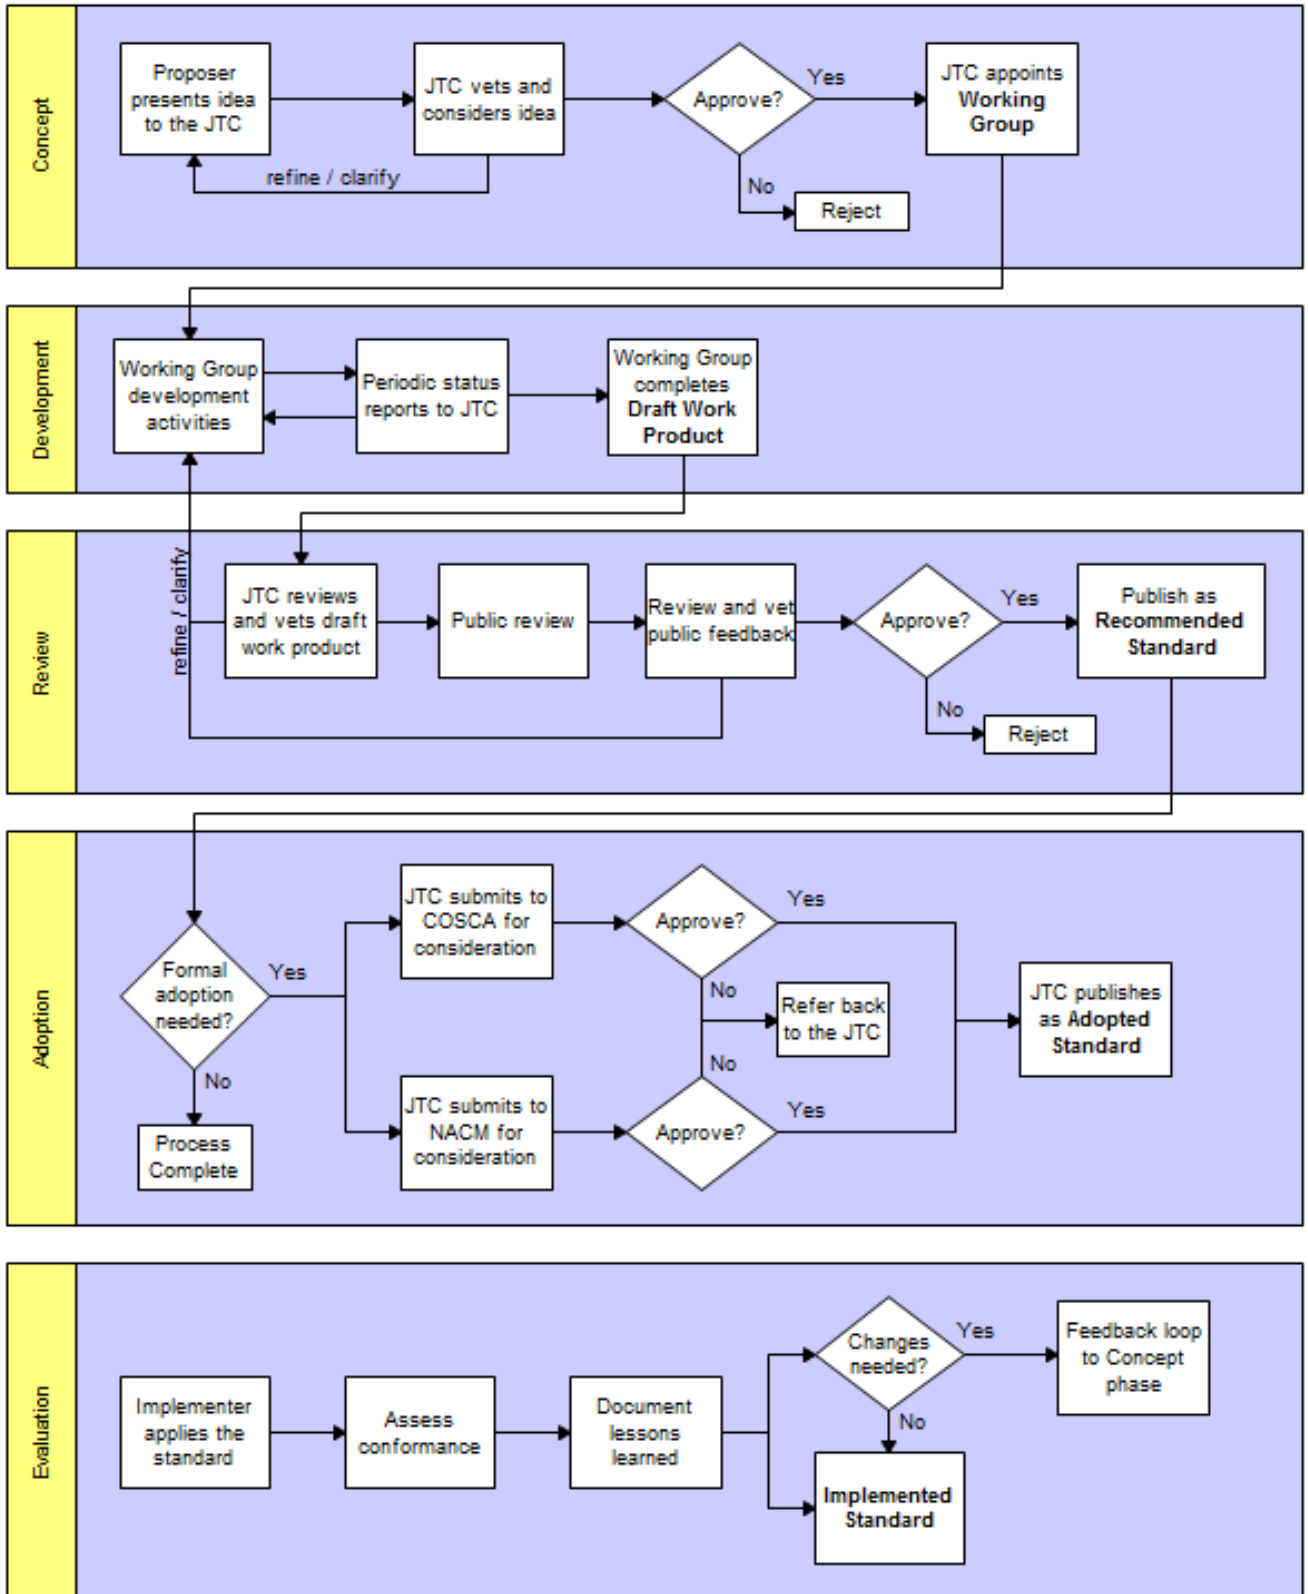 Concept
Proposer
presents idea
to the JTC
JTC vets and
considers idea
refine / clarify
Approve?
Yes
No
Reject
JTC appoints
Working
Group
Development
Working Group
development
activities
Periodic status
reports to JTC
Working Group
completes
Draft Work
Product
Review
refine / clarify
JTC reviews
and vets draft
work product
Public review
Review and vet
public feedback
Approve?
Yes
No
Reject
Publish as
Recommended
Standard
Adoption
Formal
adoption
needed?
Yes
No
Process
Complete
JTC submits to
COSCA for
consideration
Approve?
Yes
No
Refer back
to the JTC
No
JTC submits to
NACM for
consideration
Approve?
Yes
JTC publishes
as Adopted
Standard
Evaluation
Implementer
applies the
standard
Assess
conformance
Document
lessons
learned
Changes
needed?
Yes
No
Feedback loop
to Concept
phase
Implemented
Standard